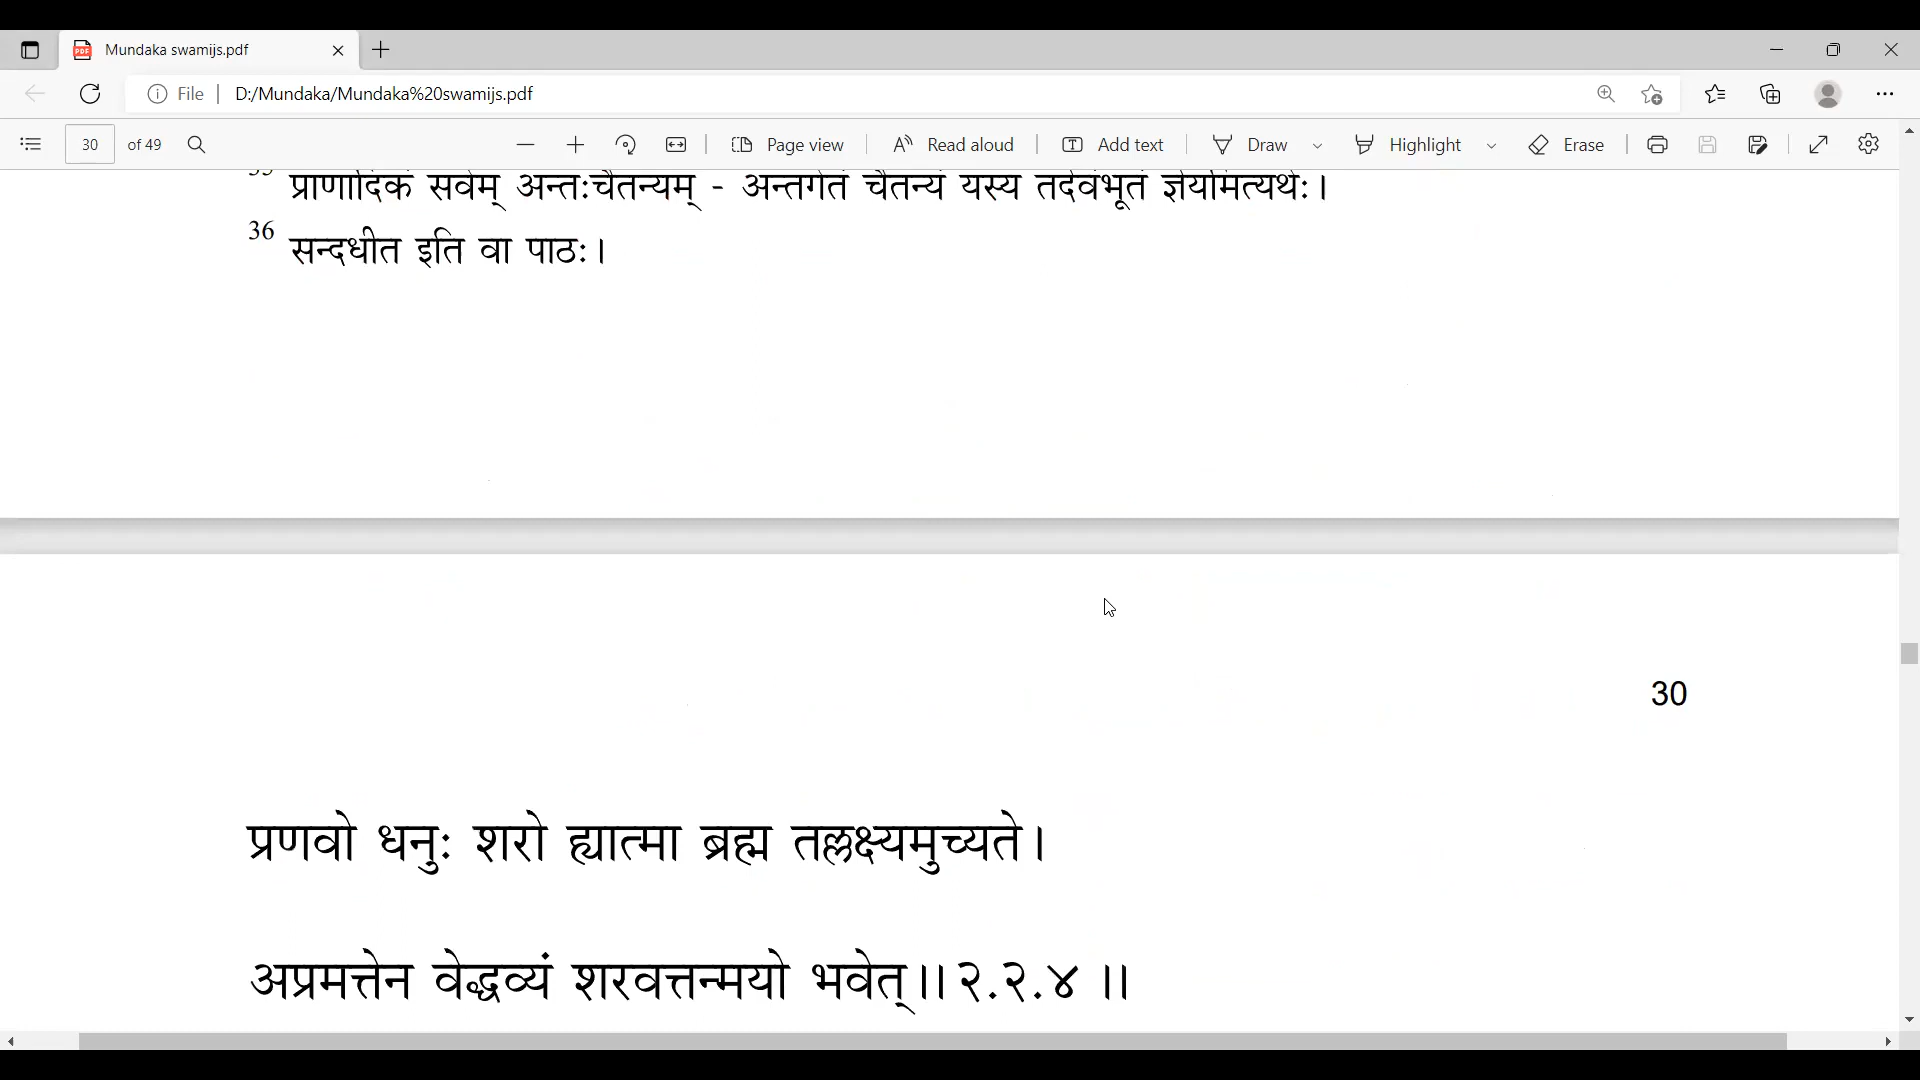 Mundaka swamijs.pdf
File D:/Mundaka/Mundaka%20swamijs.pdf
30 of 49 Page view Read aloud Add text Draw Highlight Erase
35 प्राणादिकं सर्वम् अन्तःचैतन्यम् - अन्तर्गतं चैतन्यं यस्य तदेवंभूतं ज्ञेयमित्यर्थः।
36 सन्दधीत इति वा पाठः।
30
प्रणवो धनुः शरो ह्यात्मा ब्रह्म तल्लक्ष्यमुच्यते।
अप्रमत्तेन वेद्धव्यं शरवत्तन्मयो भवेत्॥२.२.४ ॥